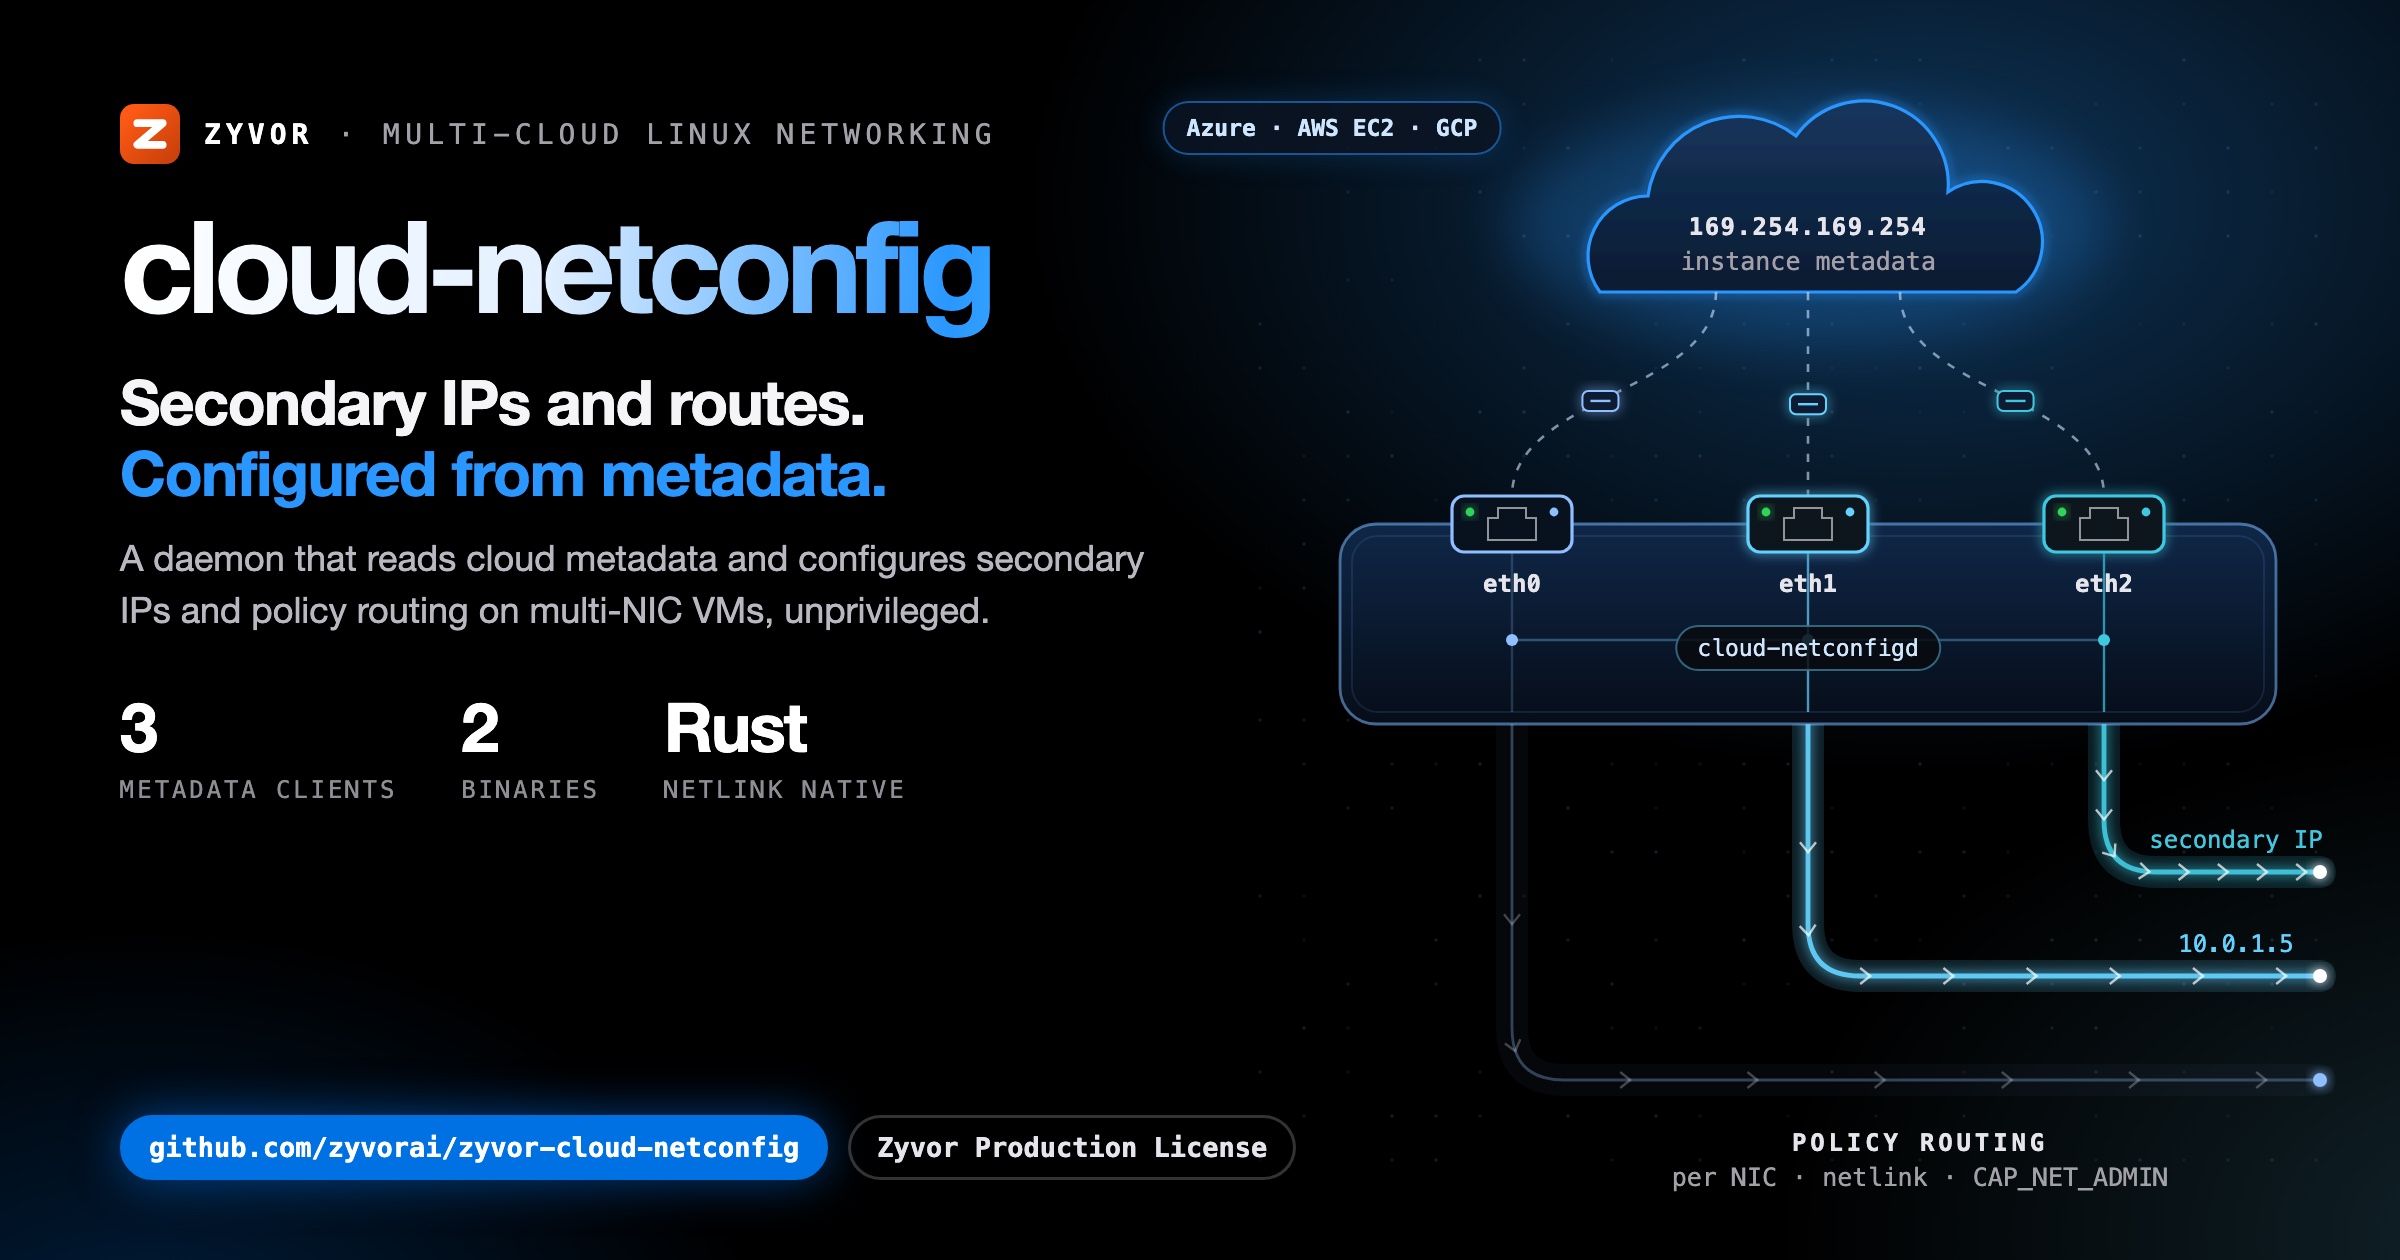 Z
ZYVOR · MULTI-CLOUD LINUX NETWORKING
cloud-netconfig
Secondary IPs and routes.
Configured from metadata.
A daemon that reads cloud metadata and configures secondary
IPs and policy routing on multi-NIC VMs, unprivileged.
3
METADATA CLIENTS
2
BINARIES
Rust
NETLINK NATIVE
github.com/zyvorai/zyvor-cloud-netconfig
Zyvor Production License
Azure · AWS EC2 · GCP
169.254.169.254
instance metadata
eth0
eth1
eth2
cloud-netconfigd
secondary IP
10.0.1.5
POLICY ROUTING
per NIC · netlink · CAP_NET_ADMIN